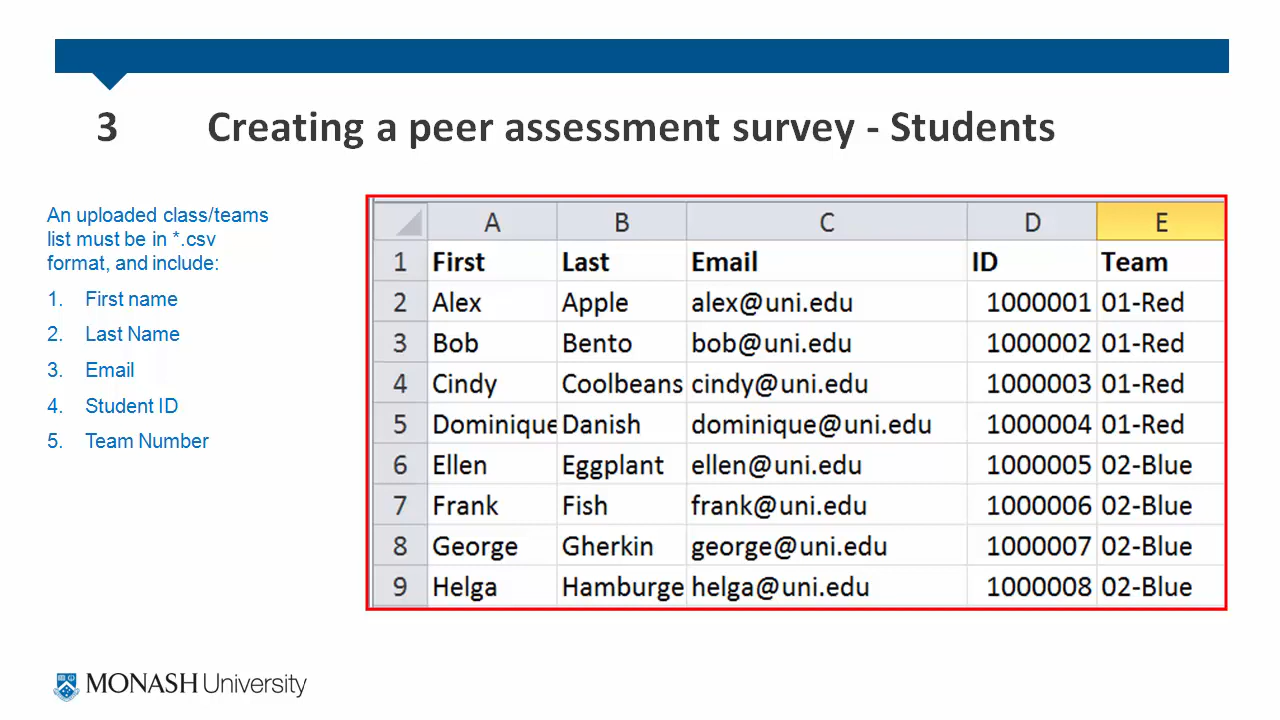 3 Creating a peer assessment survey - Students
An uploaded class/teams
list must be in *.csv
format, and include:
1. First name
2. Last Name
3. Email
4. Student ID
5. Team Number
A B C D E
1 First Last Email ID Team
2 Alex Apple alex@uni.edu 1000001 01-Red
3 Bob Bento bob@uni.edu 1000002 01-Red
4 Cindy Coolbeans cindy@uni.edu 1000003 01-Red
5 Dominique Danish dominique@uni.edu 1000004 01-Red
6 Ellen Eggplant ellen@uni.edu 1000005 02-Blue
7 Frank Fish frank@uni.edu 1000006 02-Blue
8 George Gherkin george@uni.edu 1000007 02-Blue
9 Helga Hamburge helga@uni.edu 1000008 02-Blue
MONASH University